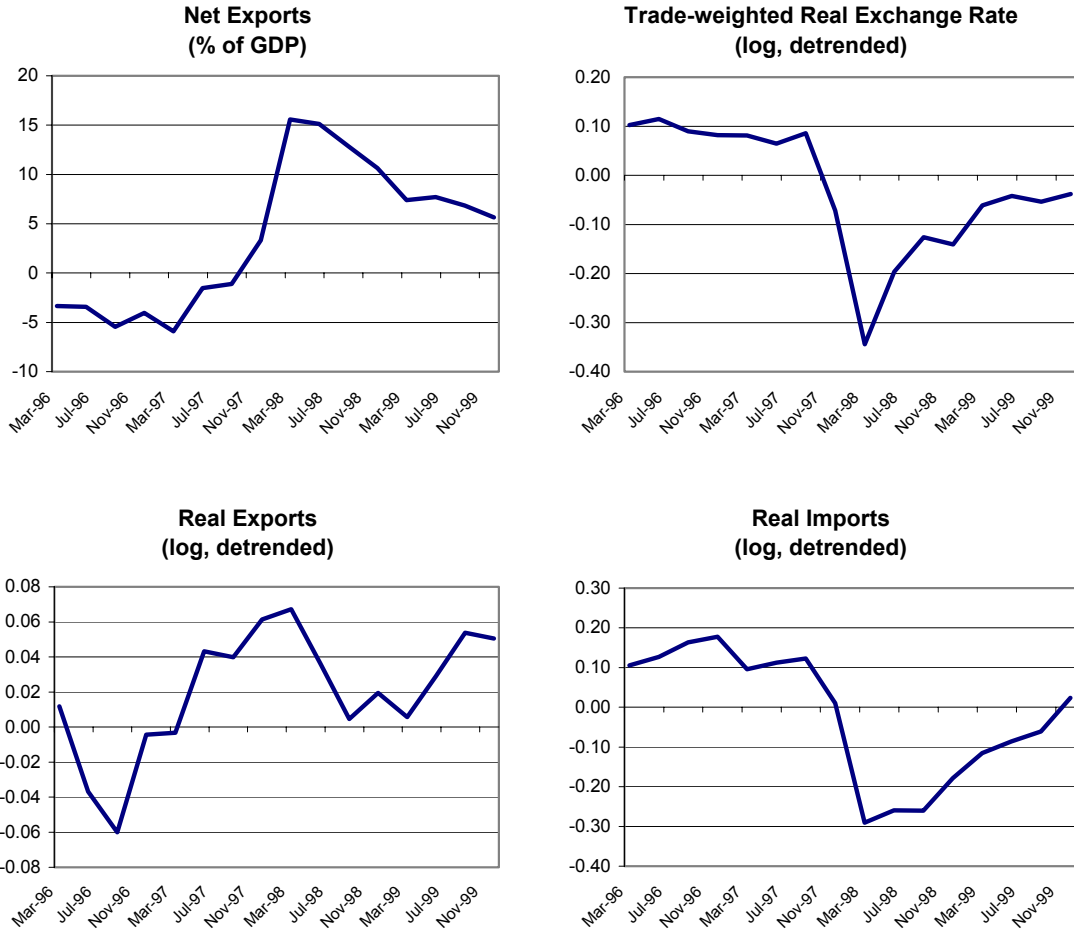 Net Exports
(% of GDP)
20
15
10
5
0
-5
-10
Mar-96
Jul-96
Nov-96
Mar-97
Jul-97
Nov-97
Mar-98
Jul-98
Nov-98
Mar-99
Jul-99
Nov-99
Trade-weighted Real Exchange Rate
(log, detrended)
0.20
0.10
0.00
-0.10
-0.20
-0.30
-0.40
Mar-96
Jul-96
Nov-96
Mar-97
Jul-97
Nov-97
Mar-98
Jul-98
Nov-98
Mar-99
Jul-99
Nov-99
Real Exports
(log, detrended)
0.08
0.06
0.04
0.02
0.00
-0.02
-0.04
-0.06
-0.08
Mar-96
Jul-96
Nov-96
Mar-97
Jul-97
Nov-97
Mar-98
Jul-98
Nov-98
Mar-99
Jul-99
Nov-99
Real Imports
(log, detrended)
0.30
0.20
0.10
0.00
-0.10
-0.20
-0.30
-0.40
Mar-96
Jul-96
Nov-96
Mar-97
Jul-97
Nov-97
Mar-98
Jul-98
Nov-98
Mar-99
Jul-99
Nov-99